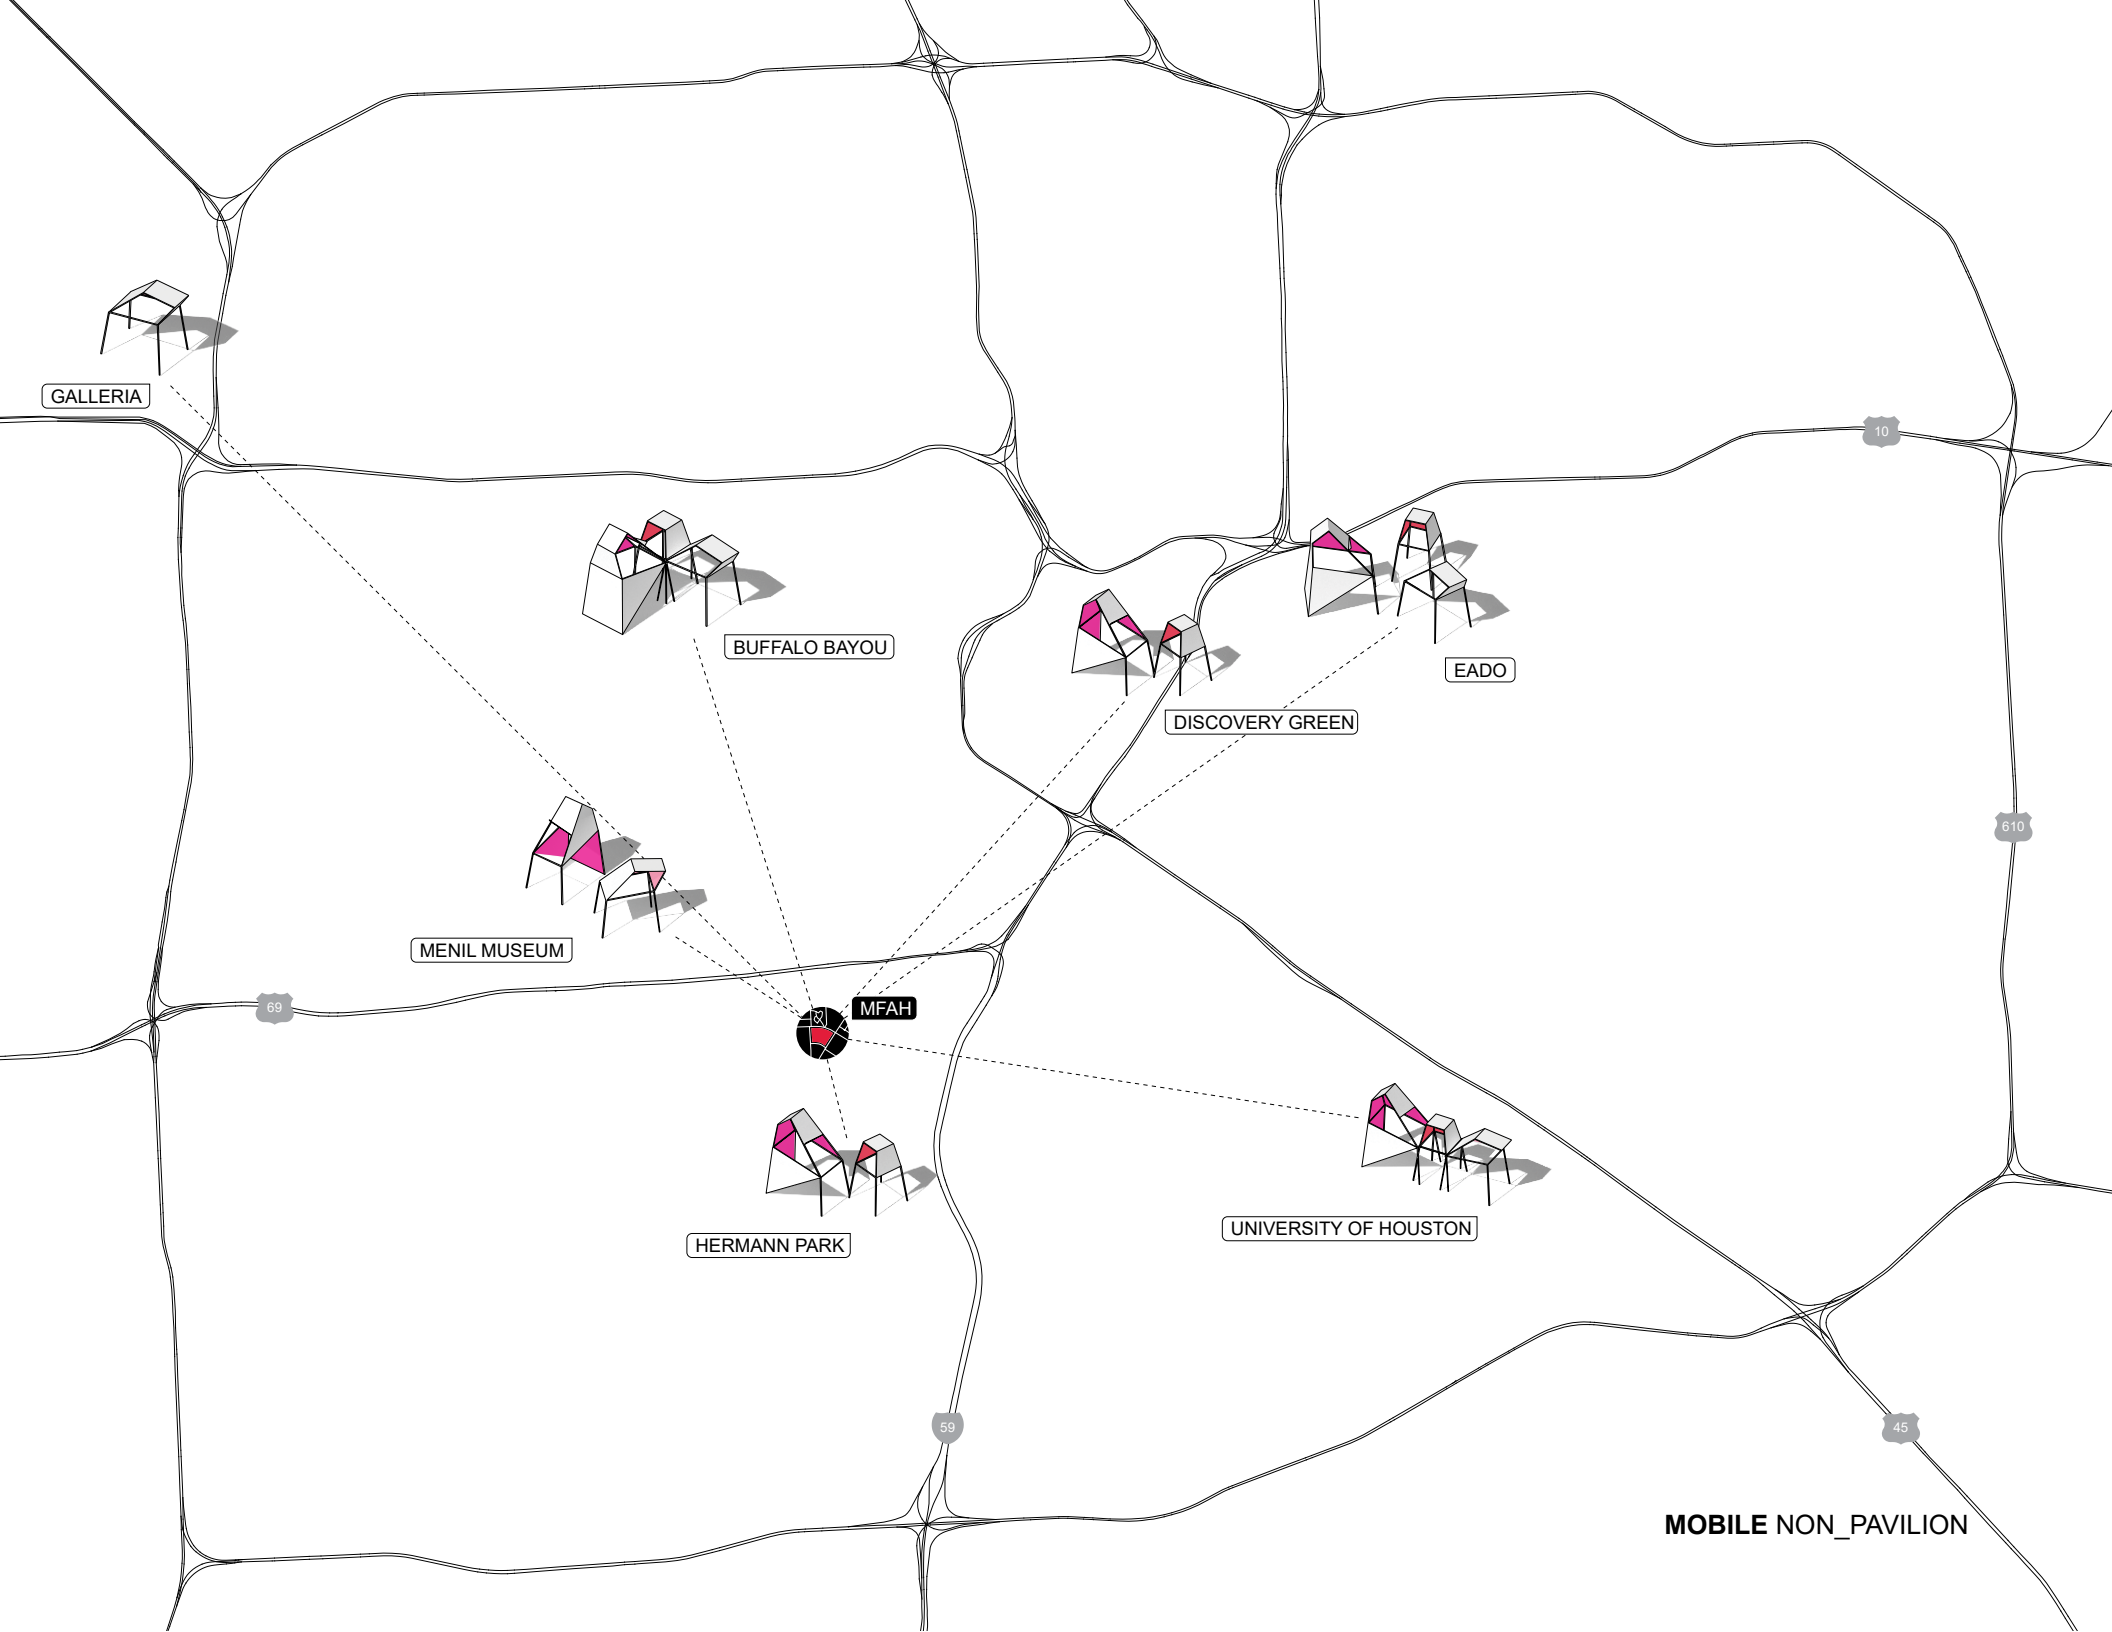 GALLERIA
10
BUFFALO BAYOU
EADO
DISCOVERY GREEN
610
MENIL MUSEUM
69
MFAH
UNIVERSITY OF HOUSTON
HERMANN PARK
59
45
MOBILE NON_PAVILION